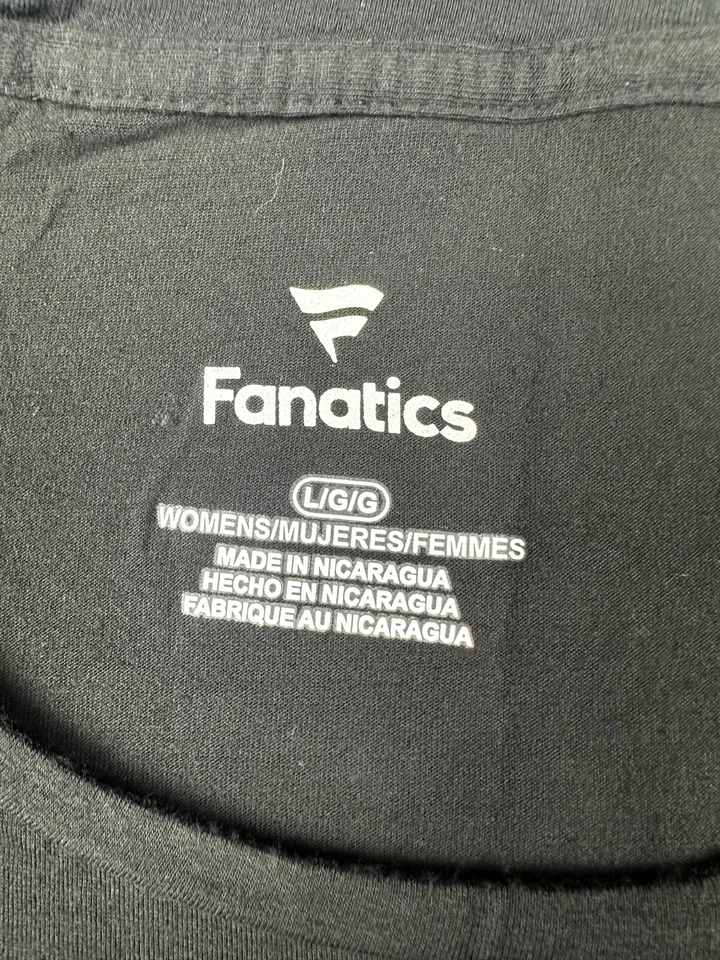 Fanatics
L/G/G
WOMENS/MUJERES/FEMMES
MADE IN NICARAGUA
HECHO EN NICARAGUA
FABRIQUE AU NICARAGUA